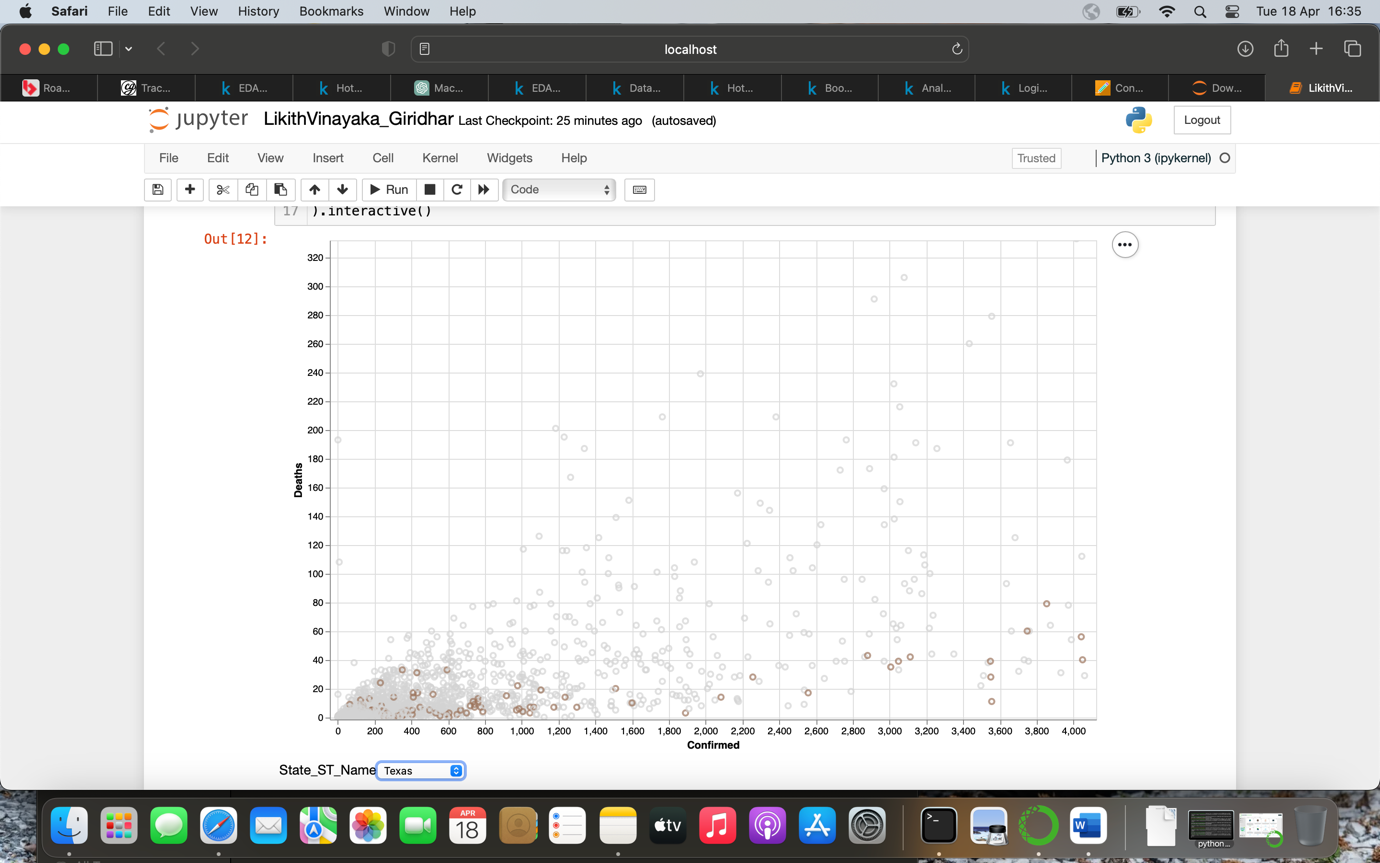 Safari File Edit View History Bookmarks Window Help Tue 18 Apr 16:35
localhost
Roa... Trac... EDA... Hot... Mac... EDA... Data... Hot... Boo... Anal... Logi... Con... Dow... LikithVi...
jupyter LikithVinayaka_Giridhar Last Checkpoint: 25 minutes ago (autosaved) Logout
File Edit View Insert Cell Kernel Widgets Help Trusted Python 3 (ipykernel)
Run Code
17 ).interactive()
Out[12]:
320
300
280
260
240
220
200
180
160
140
120
100
80
60
40
20
0
Deaths
0 200 400 600 800 1,000 1,200 1,400 1,600 1,800 2,000 2,200 2,400 2,600 2,800 3,000 3,200 3,400 3,600 3,800 4,000
Confirmed
State_ST_Name Texas
APR
18
tv
W
python...